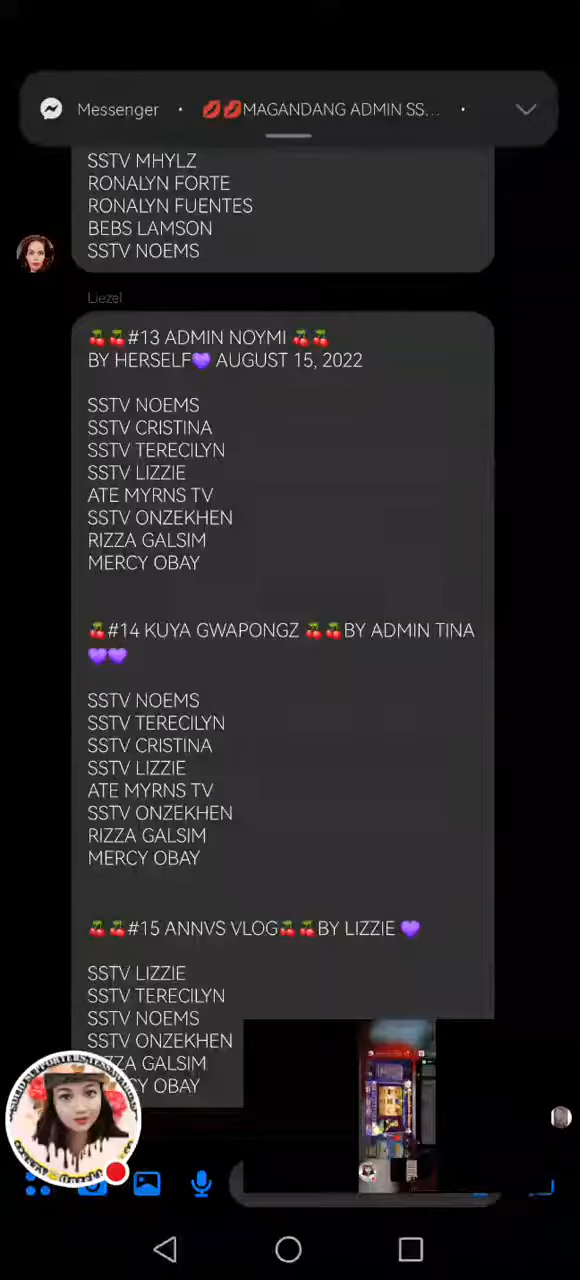 Messenger • 💋💋MAGANDANG ADMIN SS... •
SSTV MHYLZ
RONALYN FORTE
RONALYN FUENTES
BEBS LAMSON
SSTV NOEMS
Liezel
🍒🍒#13 ADMIN NOYMI 🍒🍒
BY HERSELF💜 AUGUST 15, 2022
SSTV NOEMS
SSTV CRISTINA
SSTV TERECILYN
SSTV LIZZIE
ATE MYRNS TV
SSTV ONZEKHEN
RIZZA GALSIM
MERCY OBAY
🍒#14 KUYA GWAPONGZ 🍒🍒BY ADMIN TINA
💜💜
SSTV NOEMS
SSTV TERECILYN
SSTV CRISTINA
SSTV LIZZIE
ATE MYRNS TV
SSTV ONZEKHEN
RIZZA GALSIM
MERCY OBAY
🍒🍒#15 ANNVS VLOG🍒🍒BY LIZZIE 💜
SSTV LIZZIE
SSTV TERECILYN
SSTV NOEMS
SSTV ONZEKHEN
ZZA GALSIM
CY OBAY